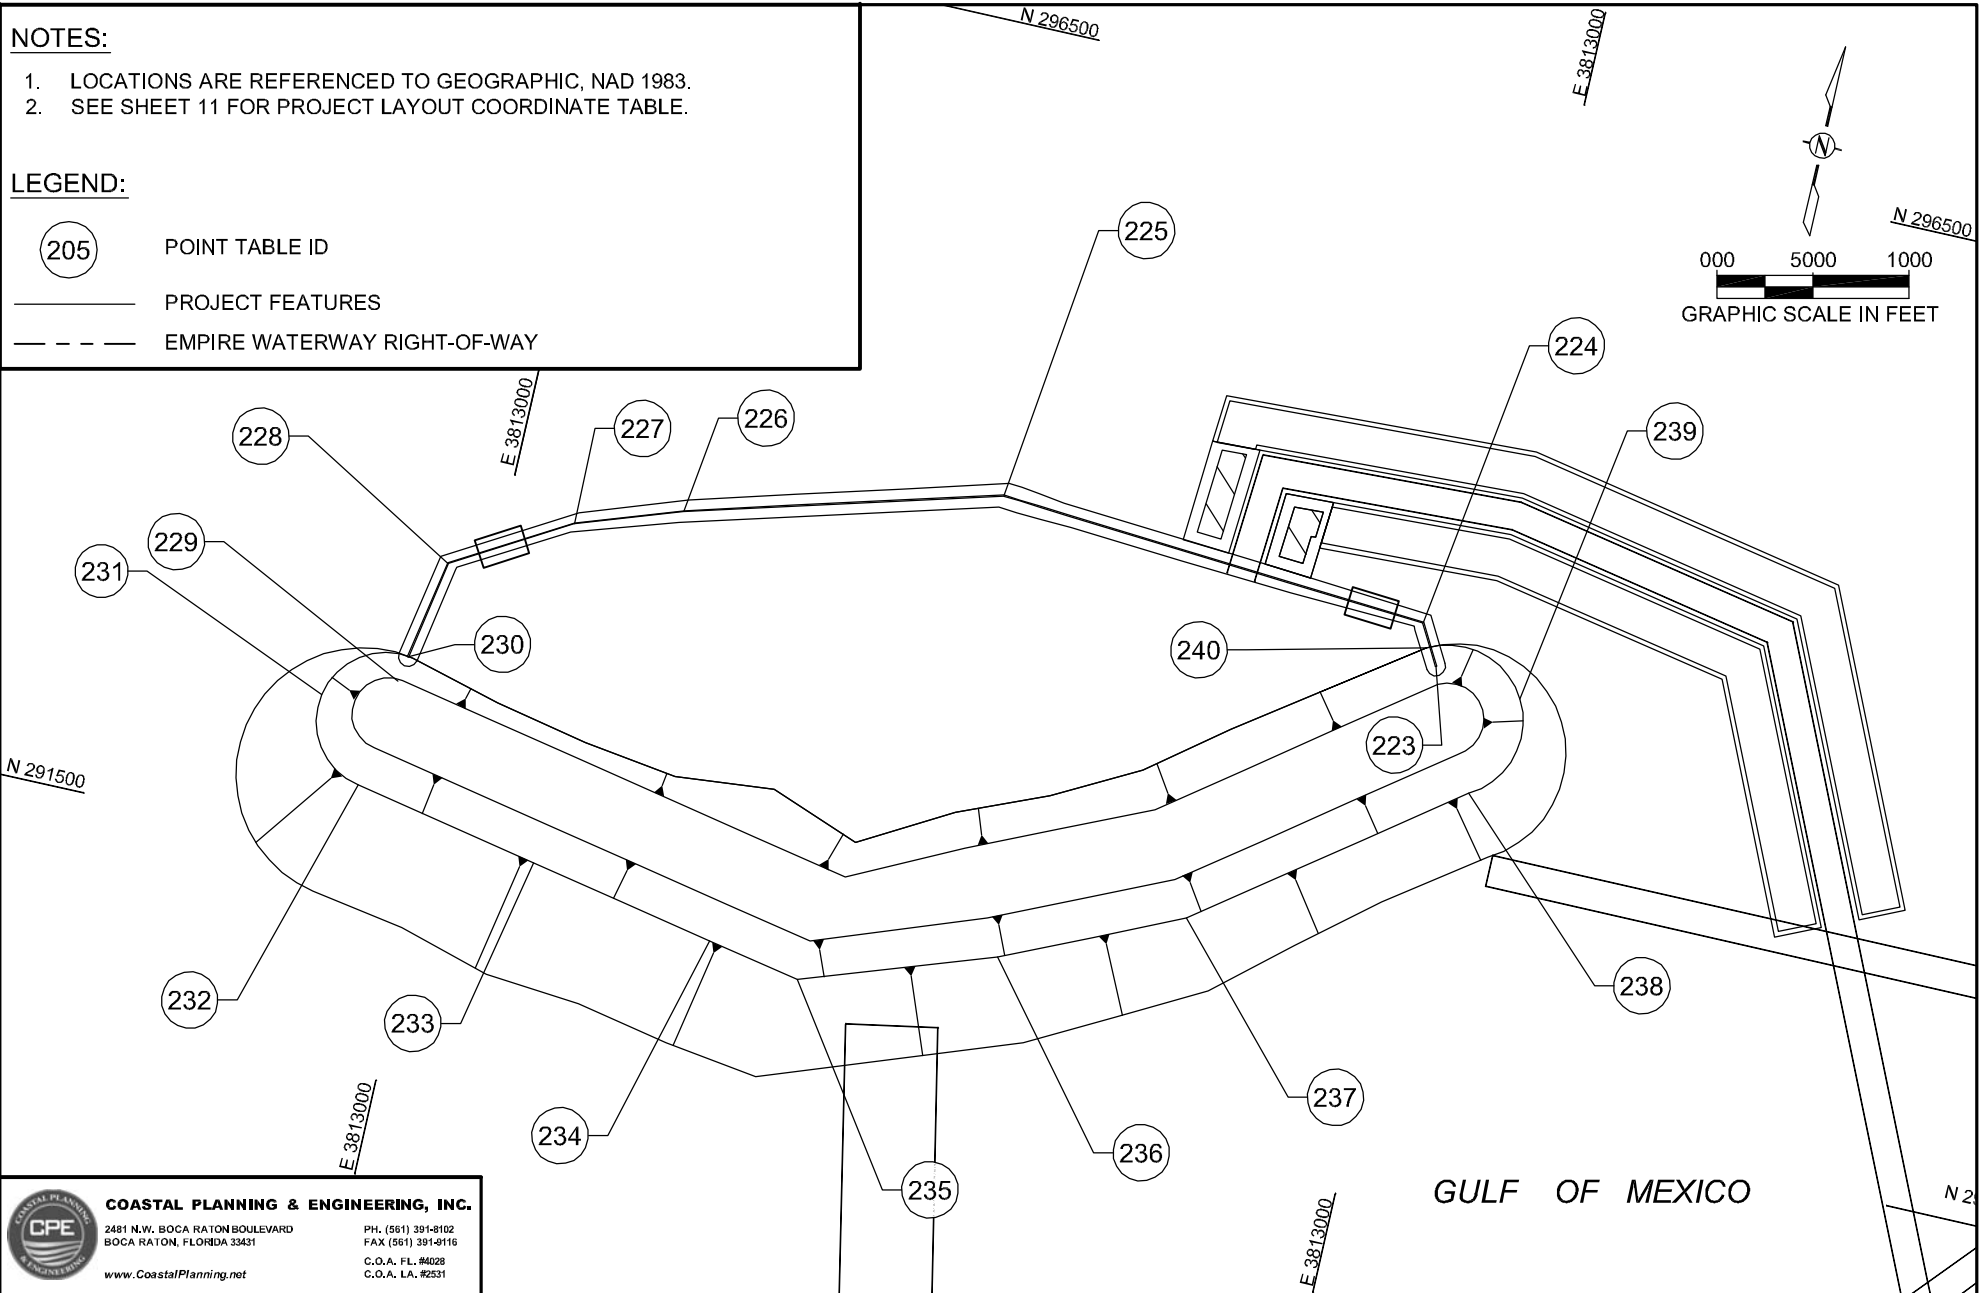 NOTES:
1. LOCATIONS ARE REFERENCED TO GEOGRAPHIC, NAD 1983.
2. SEE SHEET 11 FOR PROJECT LAYOUT COORDINATE TABLE.
LEGEND:
205 POINT TABLE ID
PROJECT FEATURES
EMPIRE WATERWAY RIGHT-OF-WAY
N 296500
E 3813000
N
N 296500
000 5000 1000
GRAPHIC SCALE IN FEET
225
224
239
226
227
228
E 3813000
229
231
230
240
223
N 291500
232
233
234
235
236
237
238
E 3813000
E 3813000
GULF OF MEXICO
N 29
COASTAL PLANNING
CPE
& ENGINEERING
COASTAL PLANNING & ENGINEERING, INC.
2481 N.W. BOCA RATON BOULEVARD
BOCA RATON, FLORIDA 33431
www.CoastalPlanning.net
PH. (561) 391-8102
FAX (561) 391-9116
C.O.A. FL. #4028
C.O.A. LA. #2531